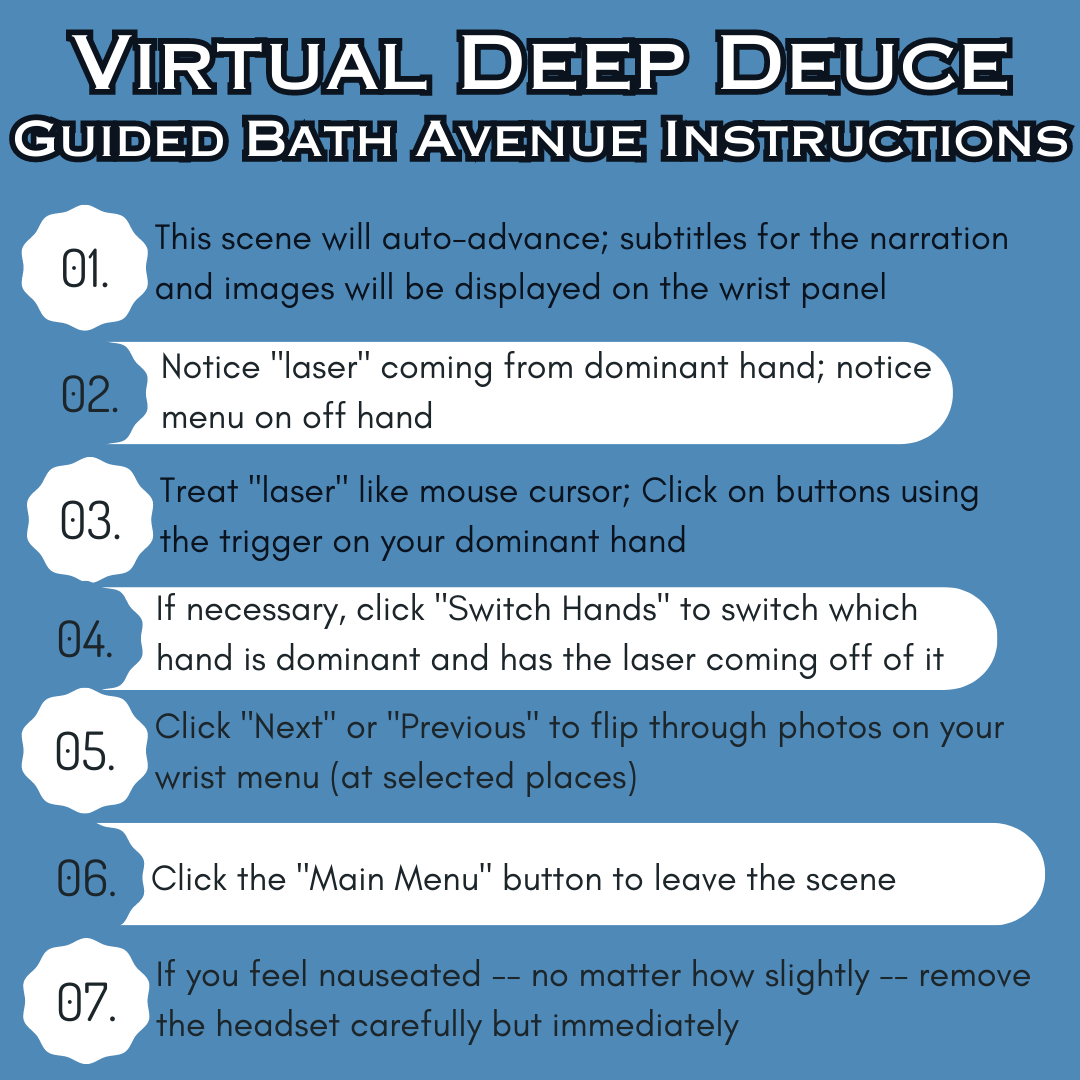 Virtual Deep Deuce
Guided Bath Avenue Instructions
01.
This scene will auto-advance; subtitles for the narration
and images will be displayed on the wrist panel
02.
Notice "laser" coming from dominant hand; notice
menu on off hand
03.
Treat "laser" like mouse cursor; Click on buttons using
the trigger on your dominant hand
04.
If necessary, click "Switch Hands" to switch which
hand is dominant and has the laser coming off of it
05.
Click "Next" or "Previous" to flip through photos on your
wrist menu (at selected places)
06.
Click the "Main Menu" button to leave the scene
07.
If you feel nauseated -- no matter how slightly -- remove
the headset carefully but immediately